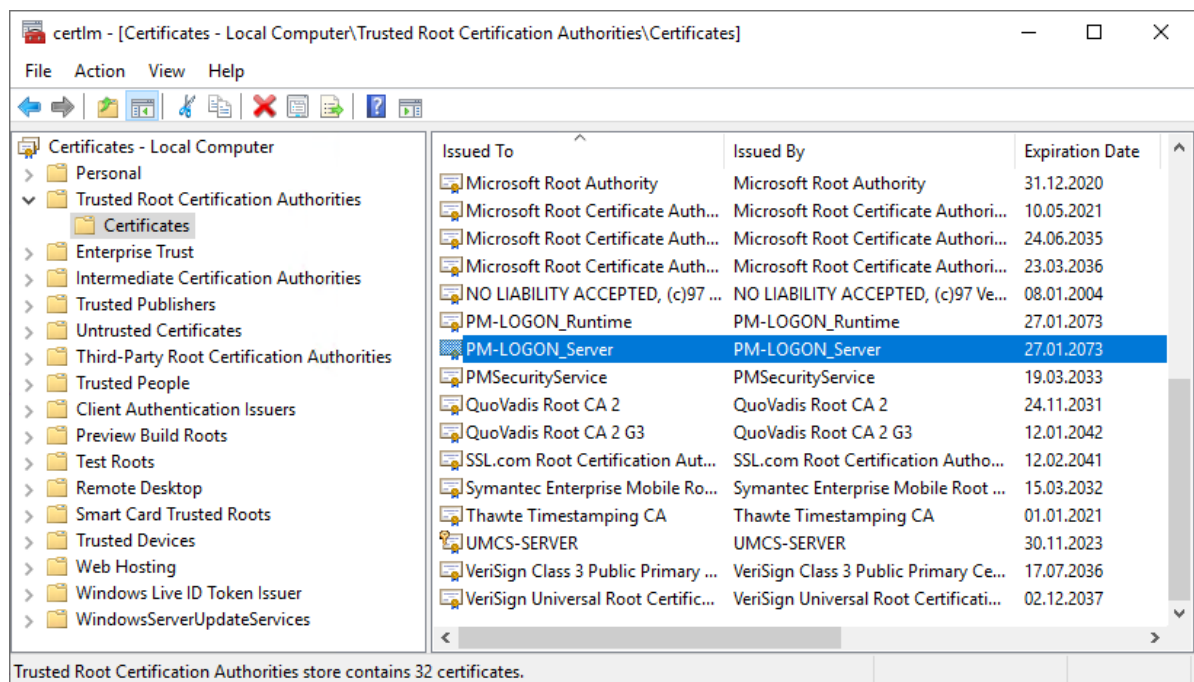 certlm - [Certificates - Local Computer\Trusted Root Certification Authorities\Certificates]
File Action View Help
Certificates - Local Computer
Personal
Trusted Root Certification Authorities
Certificates
Enterprise Trust
Intermediate Certification Authorities
Trusted Publishers
Untrusted Certificates
Third-Party Root Certification Authorities
Trusted People
Client Authentication Issuers
Preview Build Roots
Test Roots
Remote Desktop
Smart Card Trusted Roots
Trusted Devices
Web Hosting
Windows Live ID Token Issuer
WindowsServerUpdateServices
Issued To Issued By Expiration Date
Microsoft Root Authority Microsoft Root Authority 31.12.2020
Microsoft Root Certificate Auth... Microsoft Root Certificate Authori... 10.05.2021
Microsoft Root Certificate Auth... Microsoft Root Certificate Authori... 24.06.2035
Microsoft Root Certificate Auth... Microsoft Root Certificate Authori... 23.03.2036
NO LIABILITY ACCEPTED, (c)97 ... NO LIABILITY ACCEPTED, (c)97 Ve... 08.01.2004
PM-LOGON_Runtime PM-LOGON_Runtime 27.01.2073
PM-LOGON_Server PM-LOGON_Server 27.01.2073
PMSecurityService PMSecurityService 19.03.2033
QuoVadis Root CA 2 QuoVadis Root CA 2 24.11.2031
QuoVadis Root CA 2 G3 QuoVadis Root CA 2 G3 12.01.2042
SSL.com Root Certification Aut... SSL.com Root Certification Autho... 12.02.2041
Symantec Enterprise Mobile Ro... Symantec Enterprise Mobile Root ... 15.03.2032
Thawte Timestamping CA Thawte Timestamping CA 01.01.2021
UMCS-SERVER UMCS-SERVER 30.11.2023
VeriSign Class 3 Public Primary ... VeriSign Class 3 Public Primary Ce... 17.07.2036
VeriSign Universal Root Certific... VeriSign Universal Root Certificati... 02.12.2037
Trusted Root Certification Authorities store contains 32 certificates.